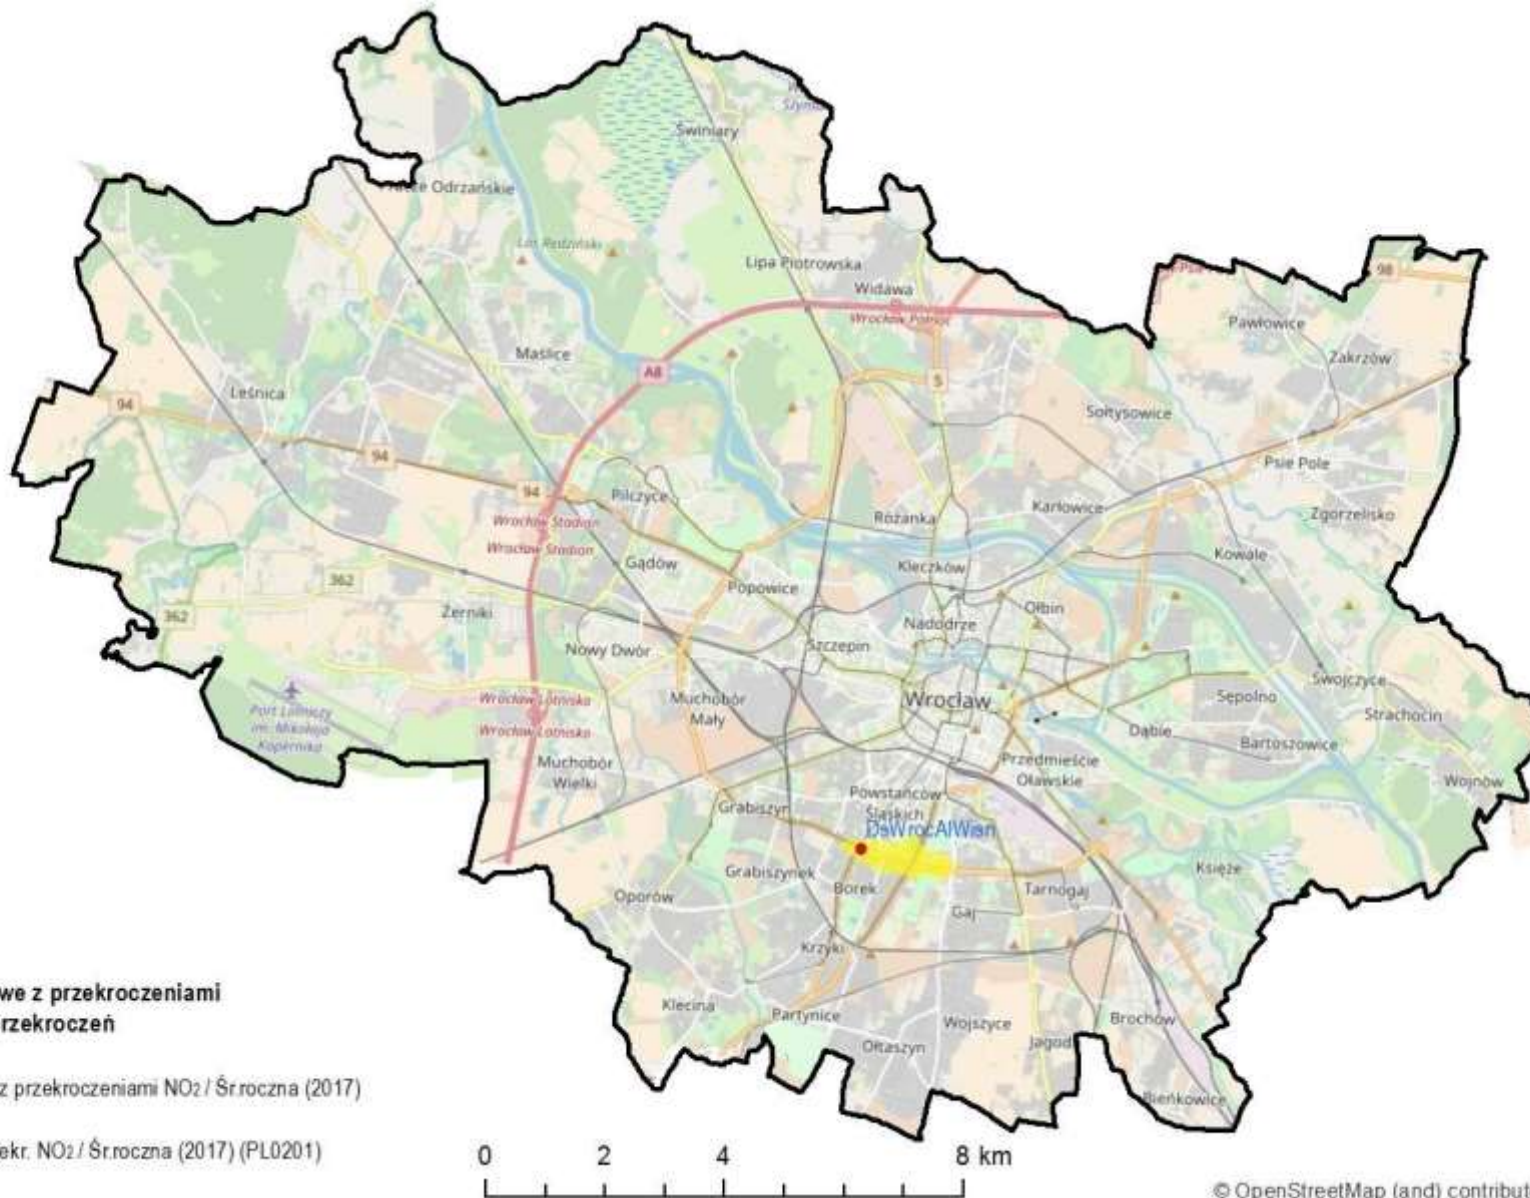 Świniary
Odrzańskie
Las Rędziński
Lipa Piotrowska
Widawa
Wrocław Północ
98
Pawłowice
Zakrzów
Maślice
A8
5
Leśnica
94
Sołtysowice
94
Psie Pole
94
Pilczyce
Wrocław Stadion
Wrocław Stadion
Różanka
Karłowice
Zgorzelisko
Kowale
Gądów
Kleczków
362
Popowice
362
Żerniki
Ołbin
Nadodrze
Nowy Dwór
Szczepin
Swojczyce
Port Lotniczy
im. Mikołaja
Kopernika
Wrocław Lotnisko
Wrocław Lotnisko
Muchobór
Mały
Wrocław
Sępolno
Strachocin
Dąbie
Bartoszowice
Muchobór
Wielki
Przedmieście
Oławskie
Wojnów
Powstańców
Śląskich
Grabiszyn
DsWrocAlWisn
Grabiszynek
Borek
Księże
Oporów
Tarnogaj
Gaj
Krzyki
we z przekroczeniami
rzekroczeń
Klecina
Partynice
Wojszyce
Brochów
Ołtaszyn
Jagod
z przekroczeniami NO2 / Śr.roczna (2017)
Bieńkowice
ekr. NO2 / Śr.roczna (2017) (PL0201)
0 2 4 8 km
© OpenStreetMap (and) contribut